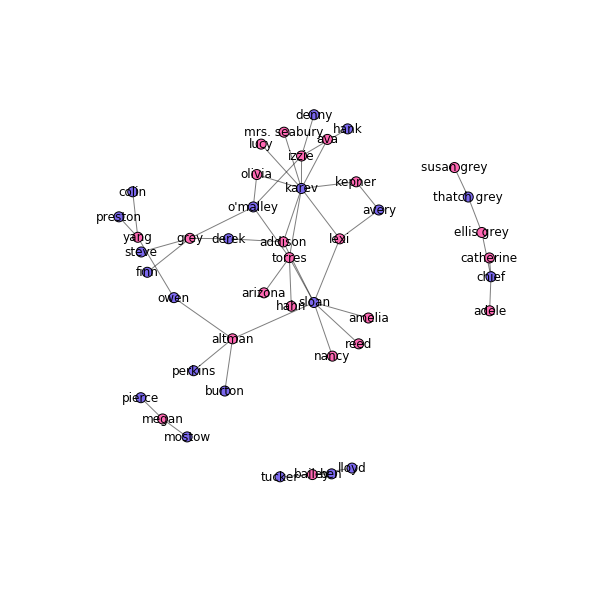 denny
hank
mrs. seabury
ava
lucy
izzie
susan grey
olivia
kepner
karev
colin
thatch grey
o'malley
avery
preston
ellis grey
yang
grey
derek
addison
lexi
steve
torres
catherine
finn
chief
arizona
owen
hahn
sloan
adele
amelia
altman
reed
nancy
perkins
burton
pierce
megan
mostow
lloyd
tucker
bailey
ben